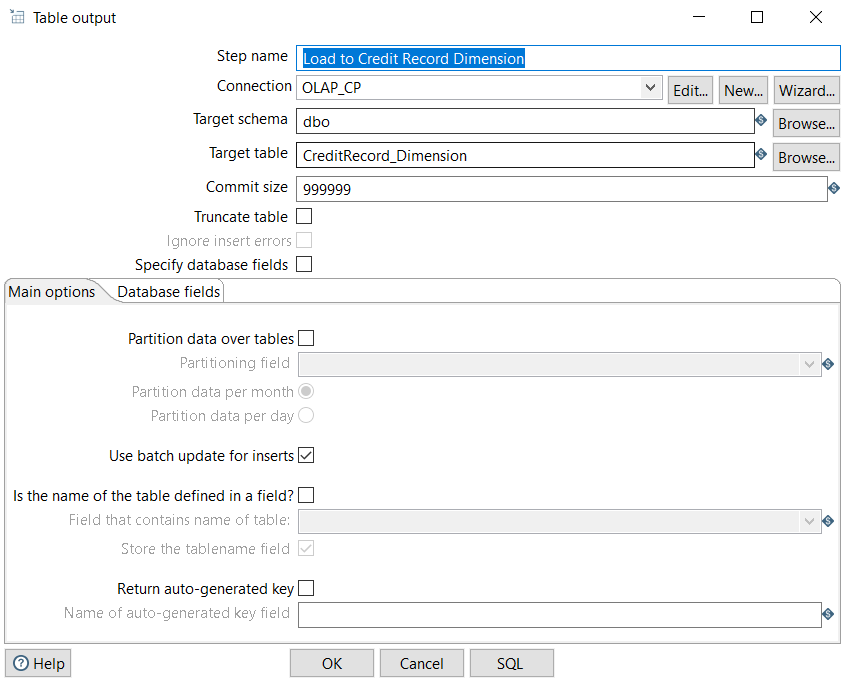 Table output
Step name Load to Credit Record Dimension
Connection OLAP_CP Edit... New... Wizard...
Target schema dbo Browse...
Target table CreditRecord_Dimension Browse...
Commit size 999999
Truncate table
Ignore insert errors
Specify database fields
Main options Database fields
Partition data over tables
Partitioning field
Partition data per month
Partition data per day
Use batch update for inserts
Is the name of the table defined in a field?
Field that contains name of table:
Store the tablename field
Return auto-generated key
Name of auto-generated key field
Help OK Cancel SQL